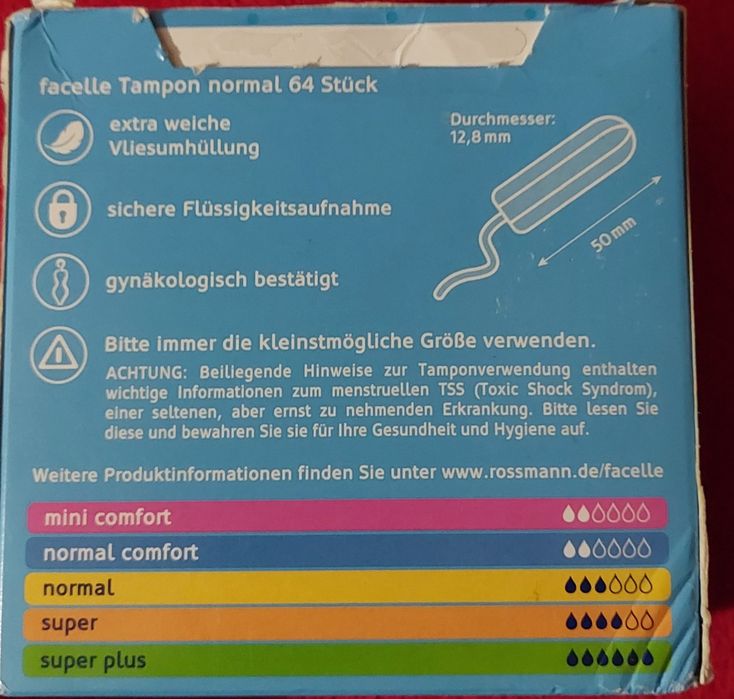 facelle Tampon normal 64 Stück
extra weiche
Vliesumhüllung
Durchmesser:
12,8 mm
50 mm
sichere Flüssigkeitsaufnahme
gynäkologisch bestätigt
Bitte immer die kleinstmögliche Größe verwenden.
ACHTUNG: Beiliegende Hinweise zur Tamponverwendung enthalten
wichtige Informationen zum menstruellen TSS (Toxic Shock Syndrom),
einer seltenen, aber ernst zu nehmenden Erkrankung. Bitte lesen Sie
diese und bewahren Sie sie für Ihre Gesundheit und Hygiene auf.
Weitere Produktinformationen finden Sie unter www.rossmann.de/facelle
mini comfort
normal comfort
normal
super
super plus